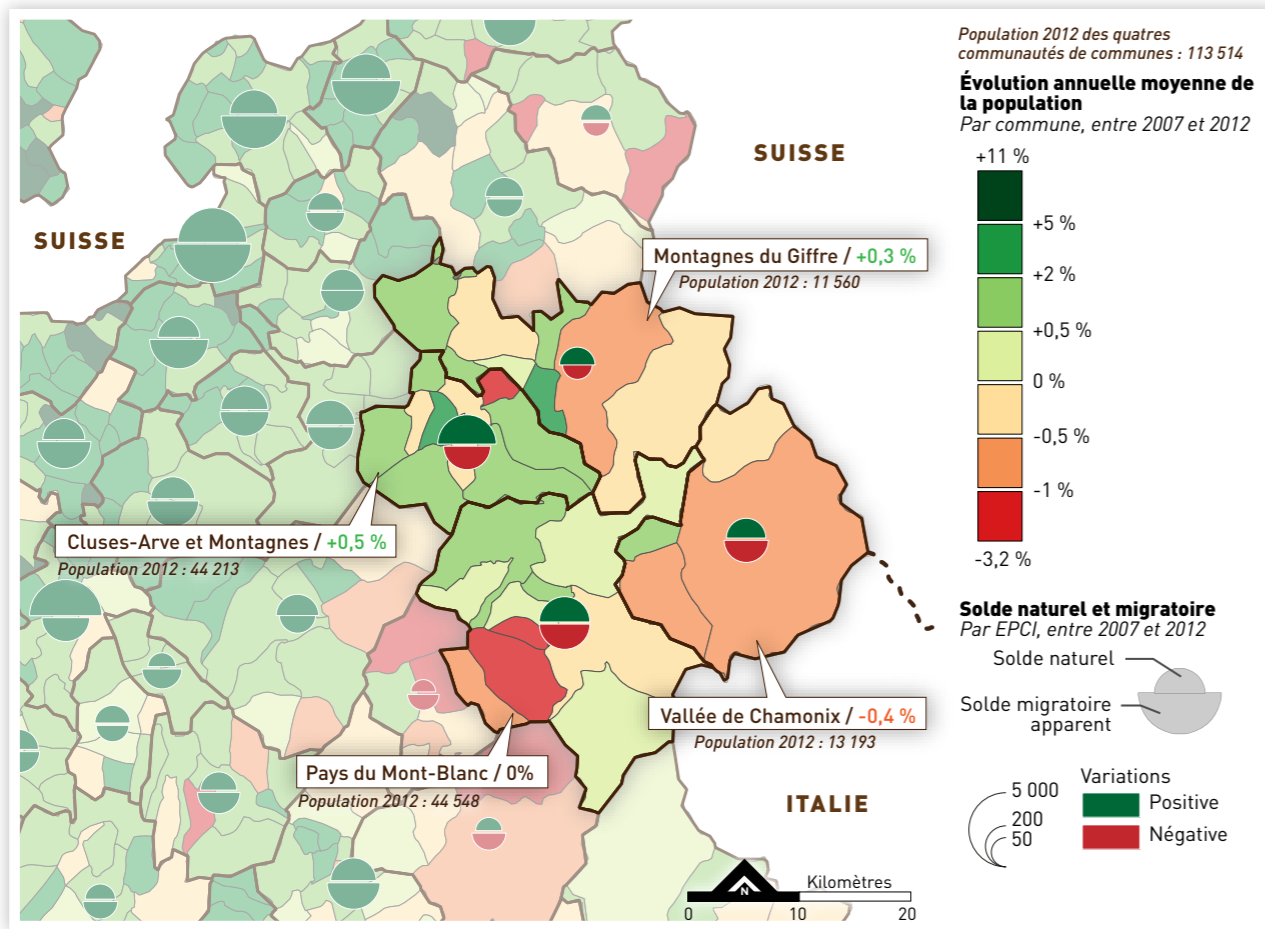 SUISSE
SUISSE
Montagnes du Giffre / +0,3 %
Population 2012 : 11 560
Cluses-Arve et Montagnes / +0,5 %
Population 2012 : 44 213
Vallée de Chamonix / -0,4 %
Population 2012 : 13 193
Pays du Mont-Blanc / 0%
Population 2012 : 44 548
ITALIE
N
Kilomètres
0 10 20
Population 2012 des quatres
communautés de communes : 113 514
Évolution annuelle moyenne de
la population
Par commune, entre 2007 et 2012
+11 %
+5 %
+2 %
+0,5 %
0 %
-0,5 %
-1 %
-3,2 %
Solde naturel et migratoire
Par EPCI, entre 2007 et 2012
Solde naturel
Solde migratoire
apparent
5 000
200
50
Variations
Positive
Négative